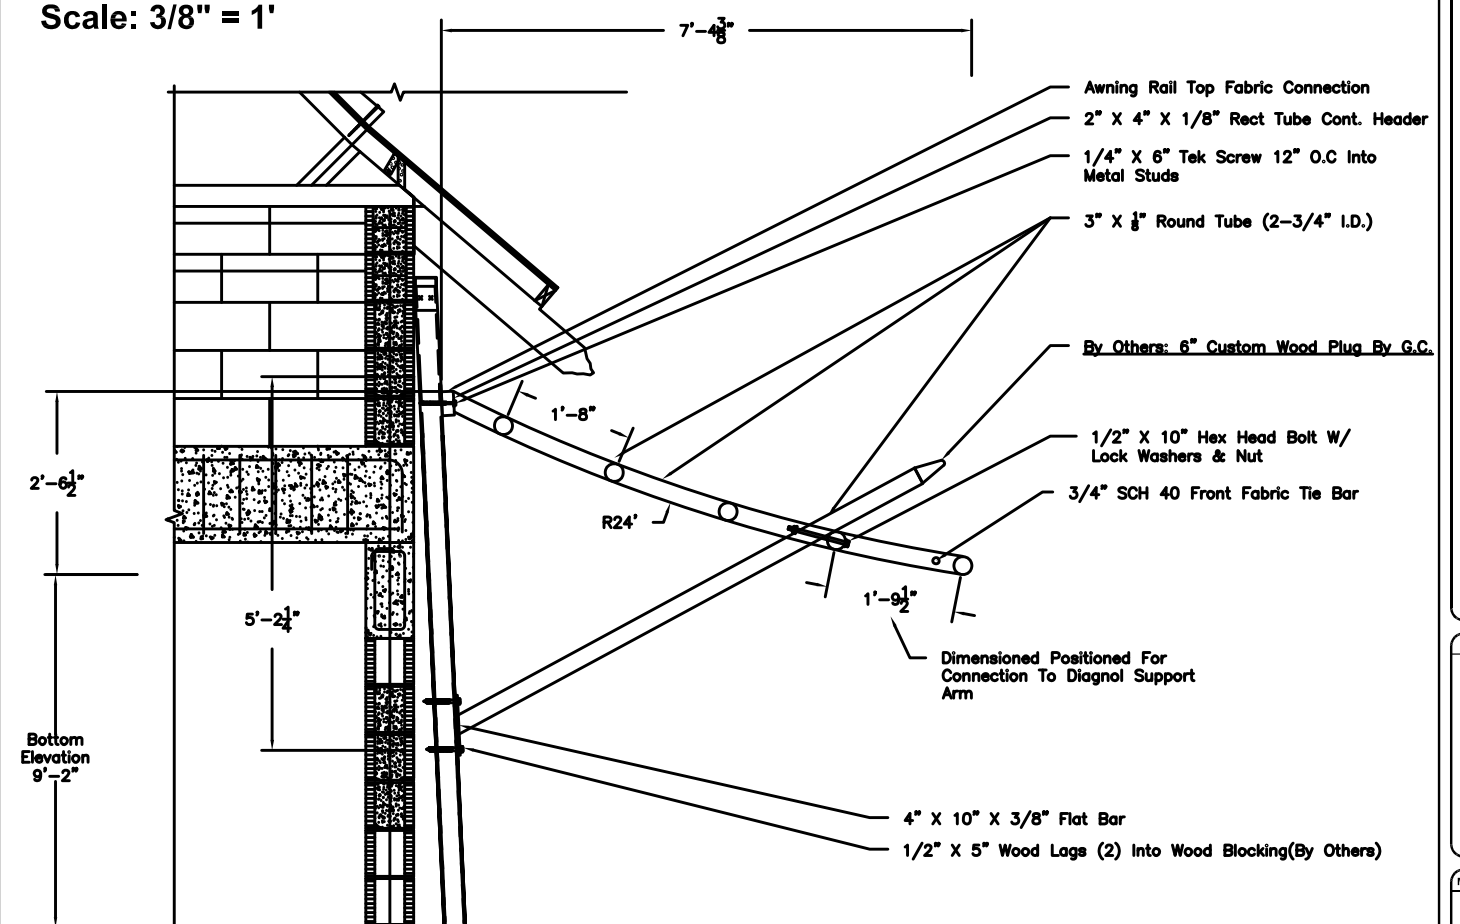 Scale: 3/8" = 1'
7'-4 3/8"
Awning Rail Top Fabric Connection
2" X 4" X 1/8" Rect Tube Cont. Header
1/4" X 6" Tek Screw 12" O.C Into
Metal Studs
3" X 1/8" Round Tube (2-3/4" I.D.)
By Others: 6" Custom Wood Plug By G.C.
1'-8"
1/2" X 10" Hex Head Bolt W/
Lock Washers & Nut
2'-6 1/2"
3/4" SCH 40 Front Fabric Tie Bar
R24'
1'-9 1/2"
5'-2 1/4"
Dimensioned Positioned For
Connection To Diagnol Support
Arm
Bottom
Elevation
9'-2"
4" X 10" X 3/8" Flat Bar
1/2" X 5" Wood Lags (2) Into Wood Blocking(By Others)